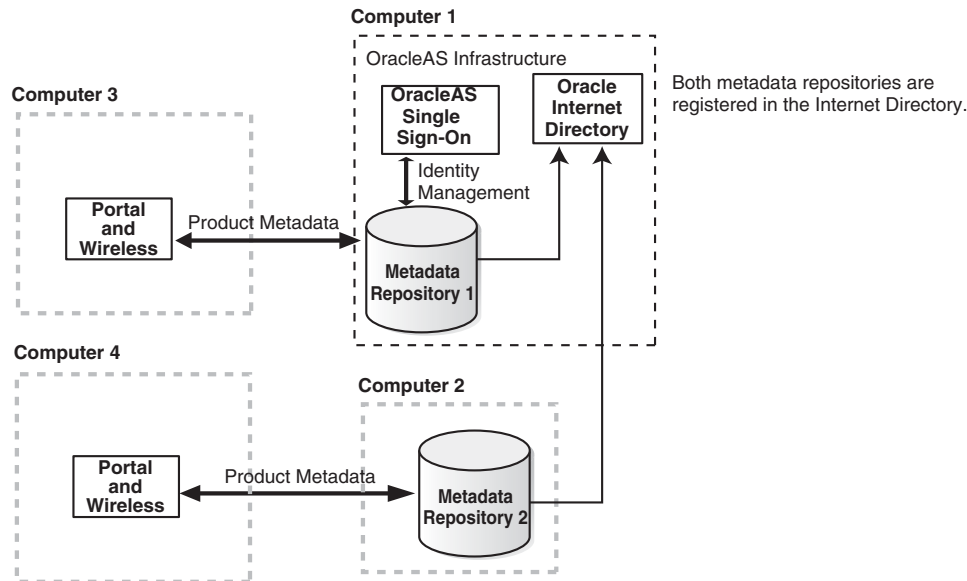 Computer 1
OracleAS Infrastructure
OracleAS
Single
Sign-On
Oracle
Internet
Directory
Both metadata repositories are
registered in the Internet Directory.
Computer 3
Identity
Management
Portal
and
Wireless
Product Metadata
Metadata
Repository 1
Computer 4
Computer 2
Portal
and
Wireless
Product Metadata
Metadata
Repository 2